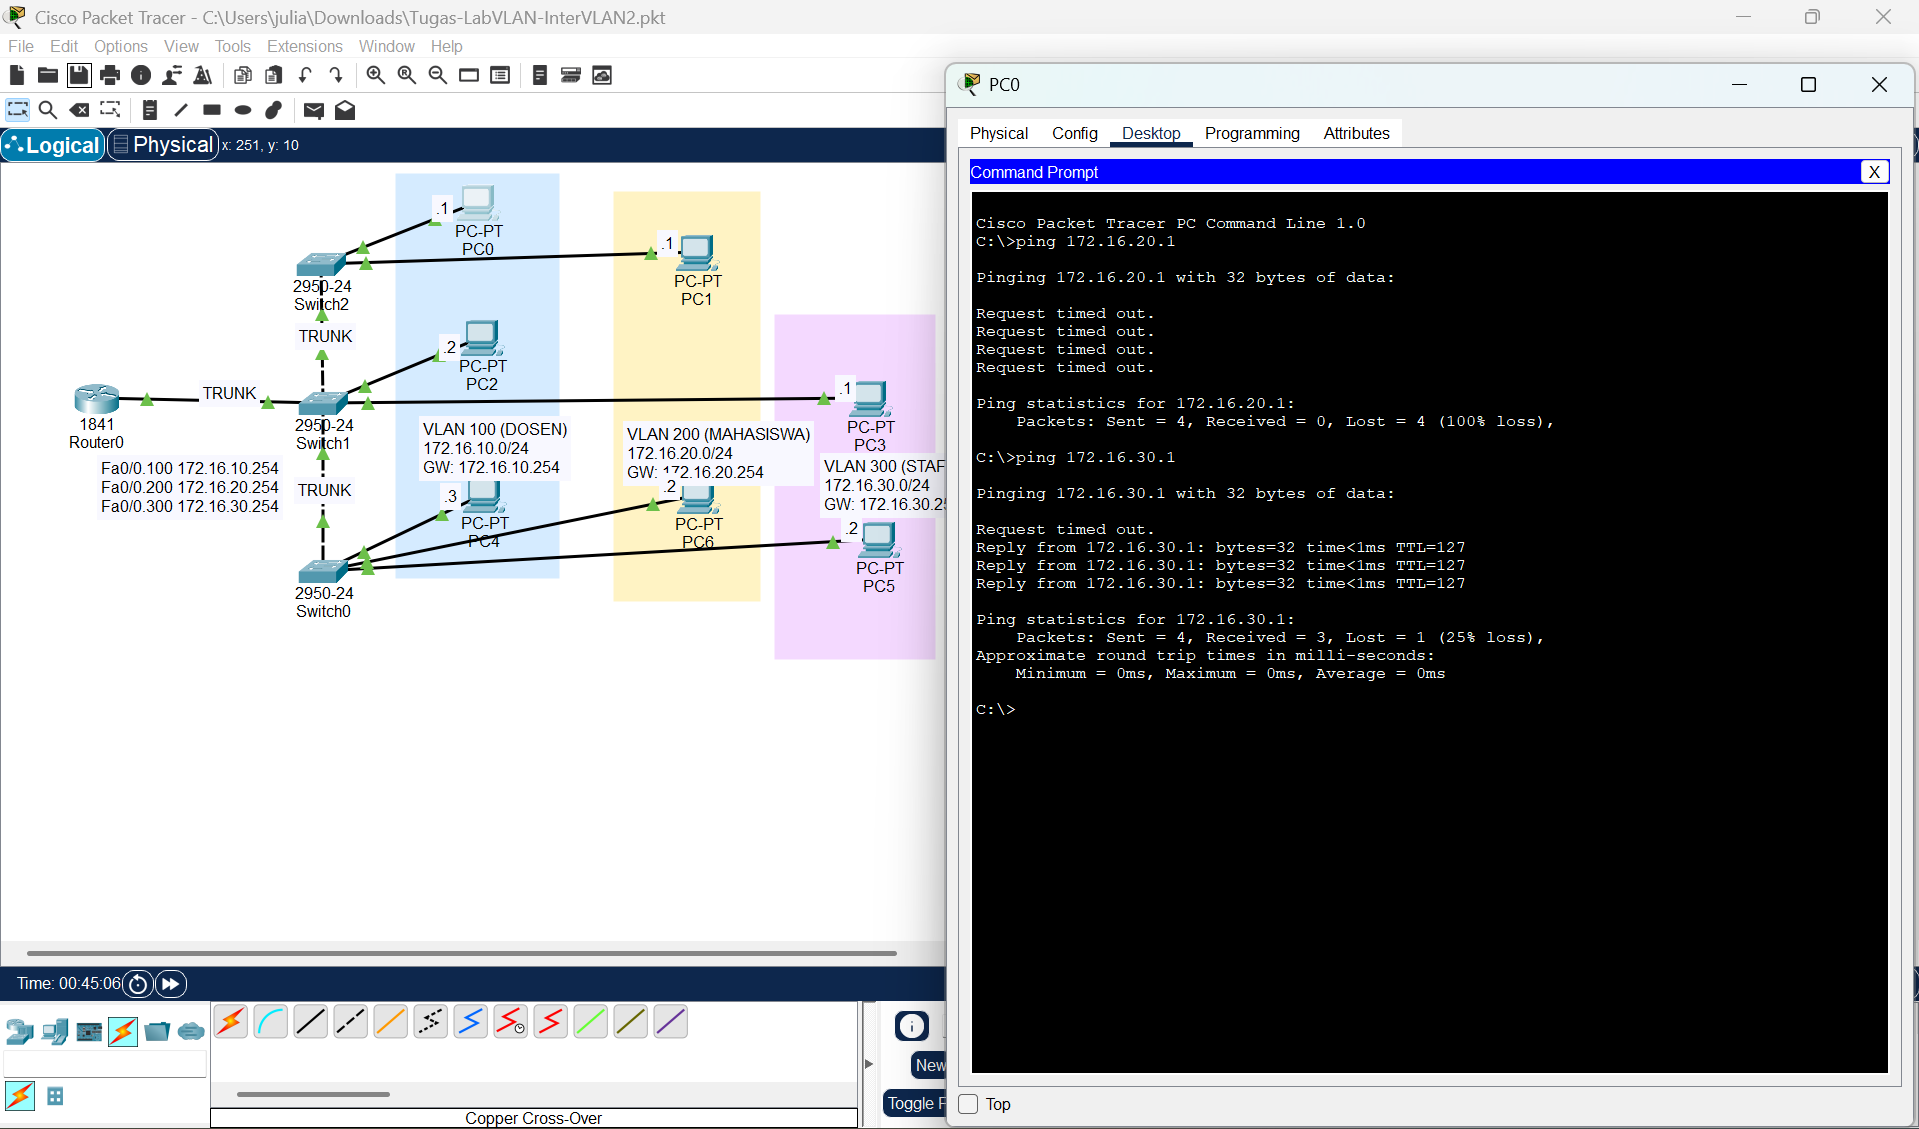 Cisco Packet Tracer - C:\Users\julia\Downloads\Tugas-LabVLAN-InterVLAN2.pkt
File Edit Options View Tools Extensions Window Help
Logical Physical x: 251, y: 10
.1
PC-PT
PC0
.1
PC-PT
PC1
2950-24
Switch2
TRUNK
.2
PC-PT
PC2
TRUNK
1841
Router0
2950-24
Switch1
.1
PC-PT
PC3
VLAN 100 (DOSEN)
172.16.10.0/24
GW: 172.16.10.254
VLAN 200 (MAHASISWA)
172.16.20.0/24
GW: 172.16.20.254
VLAN 300 (STAF
172.16.30.0/24
GW: 172.16.30.25
Fa0/0.100 172.16.10.254
Fa0/0.200 172.16.20.254
Fa0/0.300 172.16.30.254
TRUNK
.3
PC-PT
PC4
.2
PC-PT
PC6
.2
PC-PT
PC5
2950-24
Switch0
Time: 00:45:06
Copper Cross-Over
New
Toggle
PC0
Physical Config Desktop Programming Attributes
Command Prompt
X
Cisco Packet Tracer PC Command Line 1.0
C:\>ping 172.16.20.1
Pinging 172.16.20.1 with 32 bytes of data:
Request timed out.
Request timed out.
Request timed out.
Request timed out.
Ping statistics for 172.16.20.1:
Packets: Sent = 4, Received = 0, Lost = 4 (100% loss),
C:\>ping 172.16.30.1
Pinging 172.16.30.1 with 32 bytes of data:
Request timed out.
Reply from 172.16.30.1: bytes=32 time<1ms TTL=127
Reply from 172.16.30.1: bytes=32 time<1ms TTL=127
Reply from 172.16.30.1: bytes=32 time<1ms TTL=127
Ping statistics for 172.16.30.1:
Packets: Sent = 4, Received = 3, Lost = 1 (25% loss),
Approximate round trip times in milli-seconds:
Minimum = 0ms, Maximum = 0ms, Average = 0ms
C:\>
Top